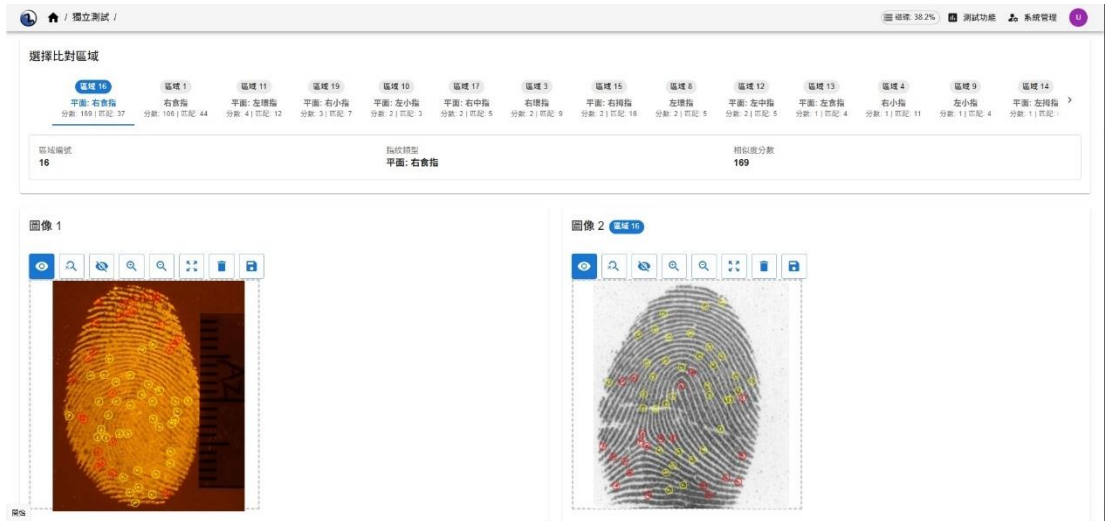 / 獨立測試 /
磁碟: 38.2%
測試功能
系統管理
U
選擇比對區域
區域 16 區域 1 區域 11 區域 19 區域 10 區域 17 區域 3 區域 15 區域 8 區域 12 區域 13 區域 4 區域 9 區域 14
平面: 右食指 右食指 平面: 左環指 平面: 右小指 平面: 左小指 平面: 右中指 右環指 平面: 右拇指 左環指 平面: 左中指 平面: 左食指 右小指 左小指 平面: 左拇指
分數: 169 | 匹配: 37 分數: 106 | 匹配: 44 分數: 4 | 匹配: 12 分數: 3 | 匹配: 7 分數: 2 | 匹配: 3 分數: 2 | 匹配: 5 分數: 2 | 匹配: 9 分數: 2 | 匹配: 16 分數: 2 | 匹配: 5 分數: 2 | 匹配: 5 分數: 1 | 匹配: 4 分數: 1 | 匹配: 11 分數: 1 | 匹配: 4 分數: 1 | 匹配:
區域編號 指紋類型 相似度分數
16 平面: 右食指 169
圖像 1
圖像 2 區域 16
開始